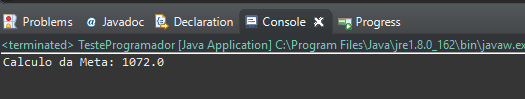 Problems @ Javadoc Declaration Console Progress
<terminated> TesteProgramador [Java Application] C:\Program Files\Java\jre1.8.0_162\bin\javaw.ex
Calculo da Meta: 1072.0